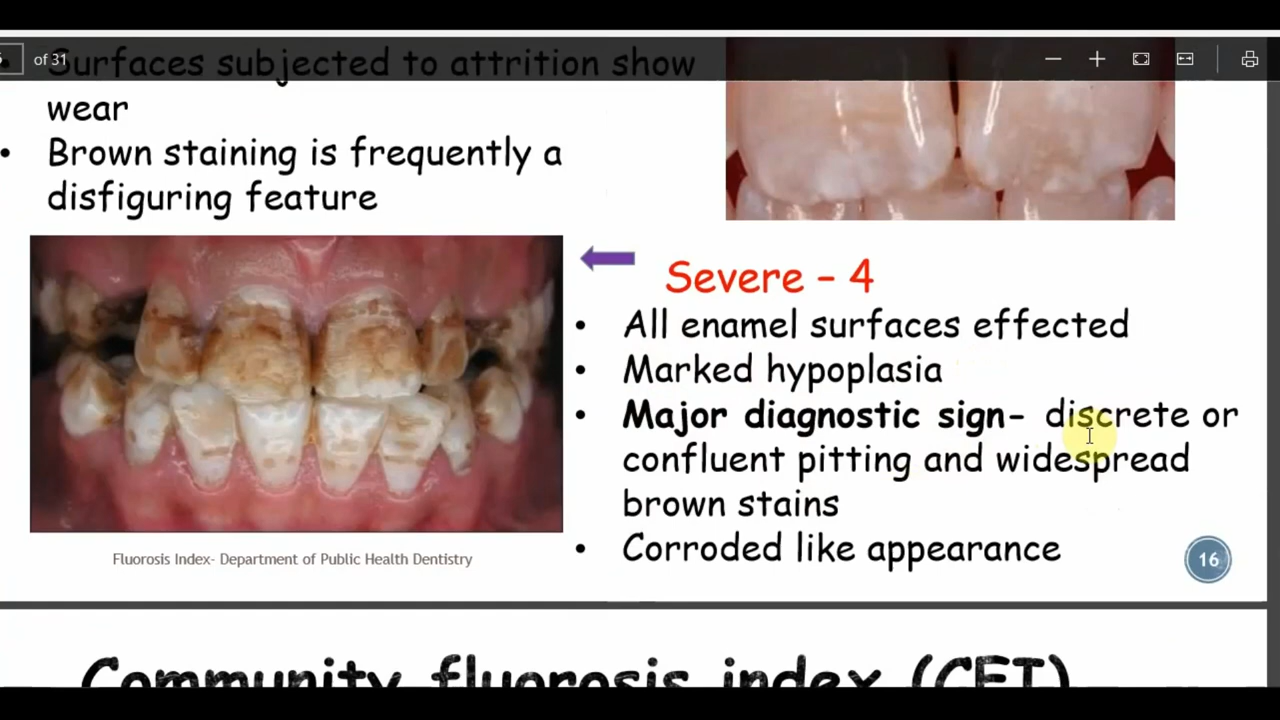 of 31
Surfaces subjected to attrition show
wear
• Brown staining is frequently a
disfiguring feature
Severe – 4
• All enamel surfaces effected
• Marked hypoplasia
• Major diagnostic sign– discrete or
confluent pitting and widespread
brown stains
• Corroded like appearance
Fluorosis Index- Department of Public Health Dentistry
16
Community fluorosis index (CFI)